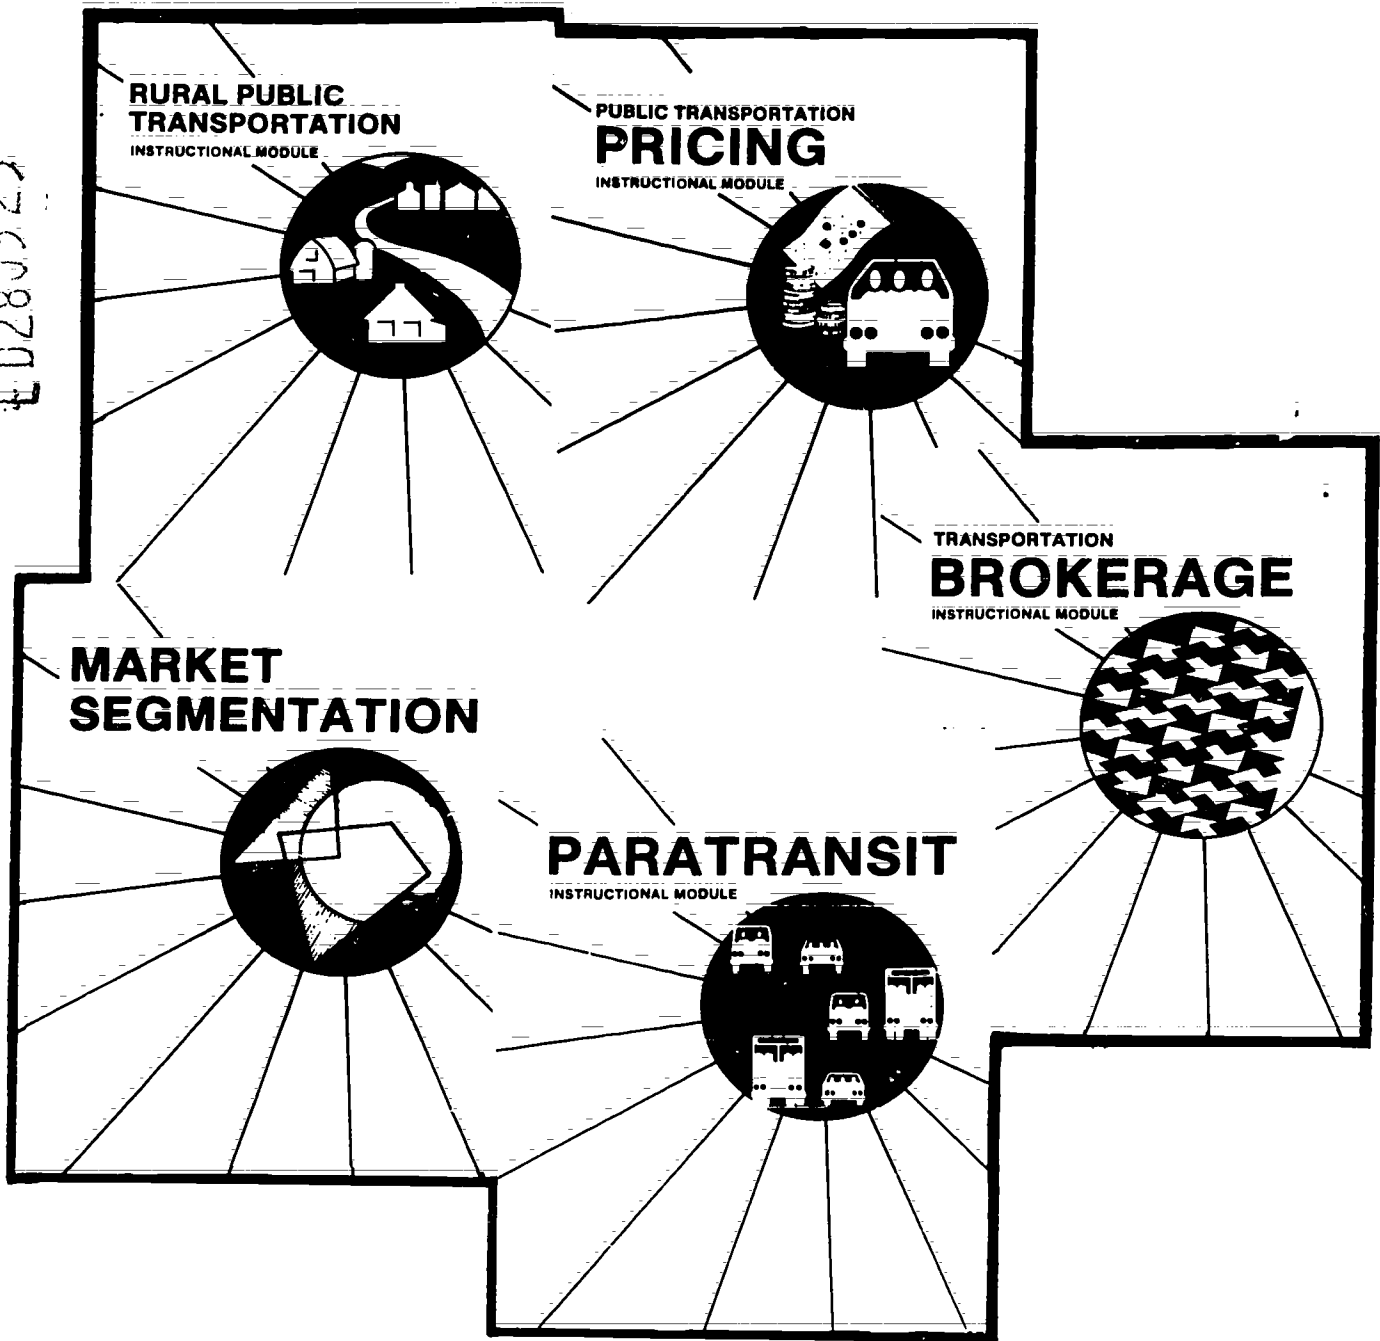 RURAL PUBLIC
TRANSPORTATION
INSTRUCTIONAL MODULE
PUBLIC TRANSPORTATION
PRICING
INSTRUCTIONAL MODULE
TRANSPORTATION
BROKERAGE
INSTRUCTIONAL MODULE
MARKET
SEGMENTATION
PARATRANSIT
INSTRUCTIONAL MODULE